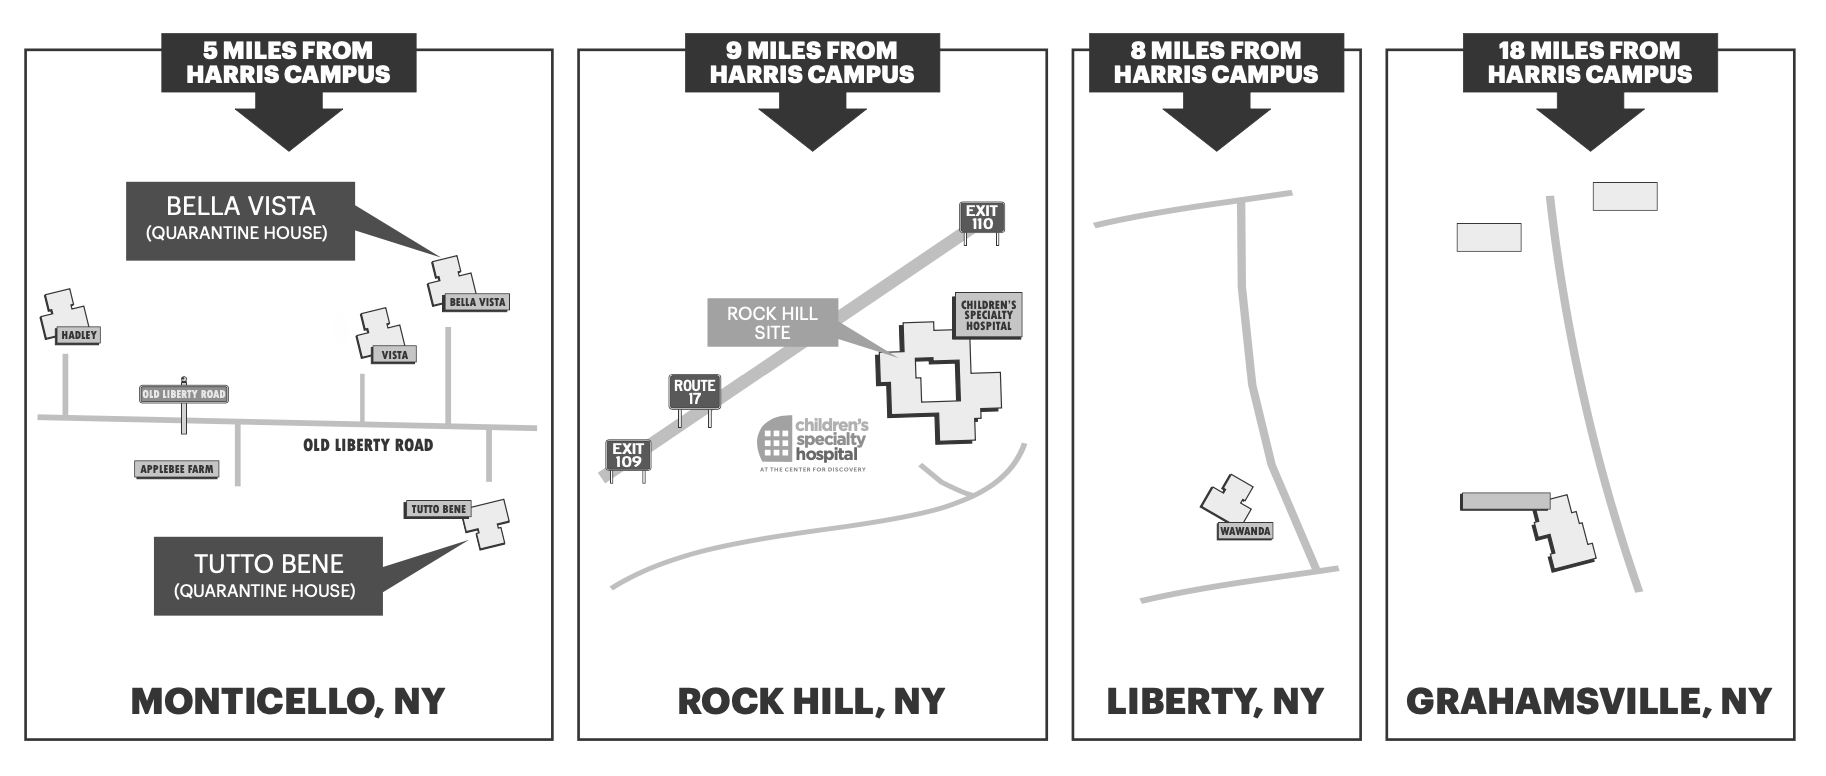 5 MILES FROM
HARRIS CAMPUS
BELLA VISTA
(QUARANTINE HOUSE)
BELLA VISTA
HADLEY
VISTA
OLD LIBERTY ROAD
OLD LIBERTY ROAD
APPLEBEE FARM
TUTTO BENE
TUTTO BENE
(QUARANTINE HOUSE)
MONTICELLO, NY
9 MILES FROM
HARRIS CAMPUS
EXIT
110
CHILDREN'S
SPECIALTY
HOSPITAL
ROCK HILL
SITE
ROUTE
17
children's
specialty
hospital
AT THE CENTER FOR DISCOVERY
EXIT
109
ROCK HILL, NY
8 MILES FROM
HARRIS CAMPUS
WAWANDA
LIBERTY, NY
18 MILES FROM
HARRIS CAMPUS
GRAHAMSVILLE, NY